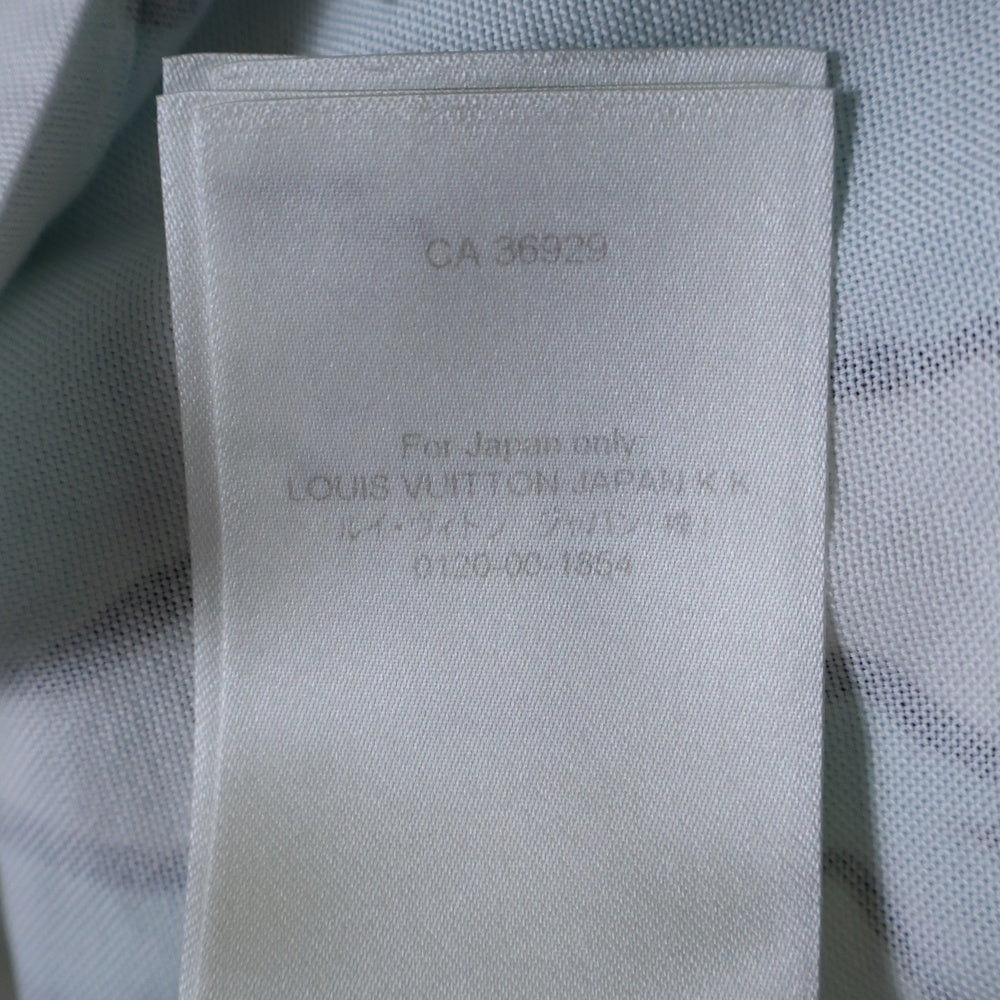 CA 36929
For Japan only:
LOUIS VUITTON JAPAN K.K.
ルイ・ヴィトン ジャパン(株)
0120-00-1854